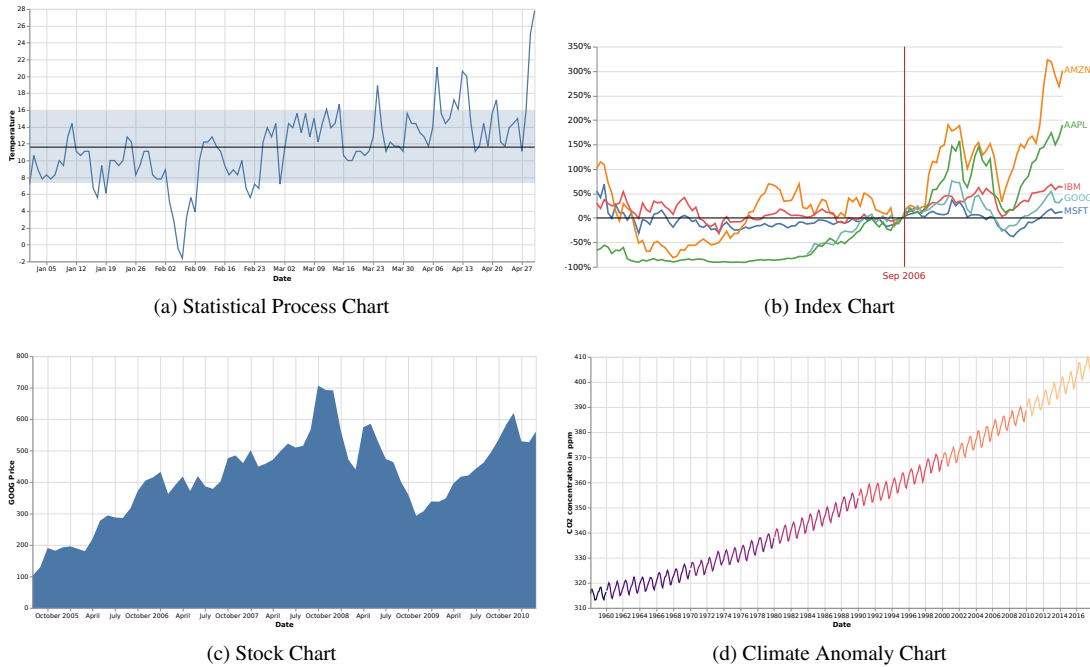 28
26
24
22
20
18
16
14
12
10
8
6
4
2
0
-2
Temperature
Jan 05 Jan 12 Jan 19 Jan 26 Feb 02 Feb 09 Feb 16 Feb 23 Mar 02 Mar 09 Mar 16 Mar 23 Mar 30 Apr 06 Apr 13 Apr 20 Apr 27
Date
(a) Statistical Process Chart
350%
300%
250%
200%
150%
100%
50%
0%
-50%
-100%
AMZN
AAPL
IBM
GOOG
MSFT
Sep 2006
(b) Index Chart
800
700
600
500
400
300
200
100
0
GOOG Price
October 2005 April July October 2006 April July October 2007 April July October 2008 April July October 2009 April July October 2010
Date
(c) Stock Chart
410
400
390
380
370
360
350
340
330
320
310
CO2 concentration in ppm
1960 1962 1964 1966 1968 1970 1972 1974 1976 1978 1980 1982 1984 1986 1988 1990 1992 1994 1996 1998 2000 2002 2004 2006 2008 2010 2012 2014 2016
Date
(d) Climate Anomaly Chart